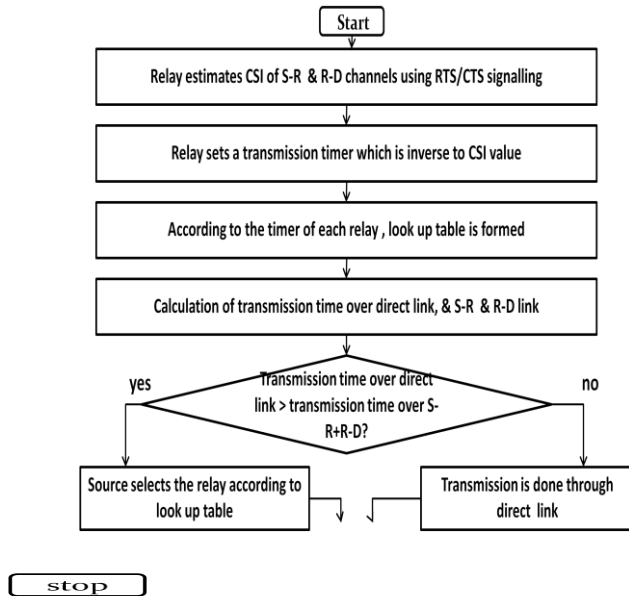 Start
Relay estimates CSI of S-R & R-D channels using RTS/CTS signalling
Relay sets a transmission timer which is inverse to CSI value
According to the timer of each relay , look up table is formed
Calculation of transmission time over direct link, & S-R & R-D link
Transmission time over direct
link > transmission time over S-
R+R-D?
yes
no
Source selects the relay according to
look up table
Transmission is done through
direct link
stop